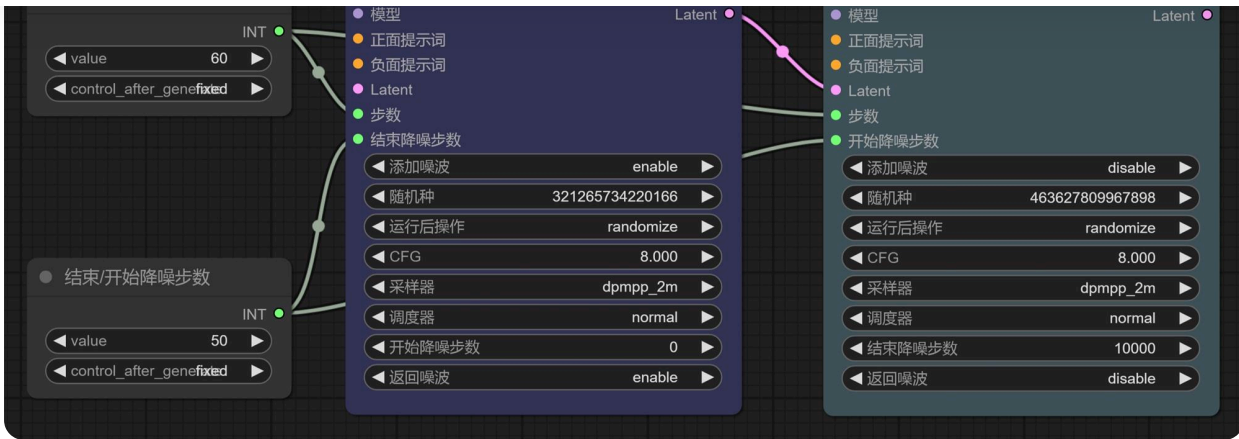 INT
value 60
control_after_gene fixed
结束/开始降噪步数
INT
value 50
control_after_gene fixed
模型 Latent
正面提示词
负面提示词
Latent
步数
结束降噪步数
添加噪波 enable
随机种 321265734220166
运行后操作 randomize
CFG 8.000
采样器 dpmpp_2m
调度器 normal
开始降噪步数 0
返回噪波 enable
模型 Latent
正面提示词
负面提示词
Latent
步数
开始降噪步数
添加噪波 disable
随机种 463627809967898
运行后操作 randomize
CFG 8.000
采样器 dpmpp_2m
调度器 normal
结束降噪步数 10000
返回噪波 disable